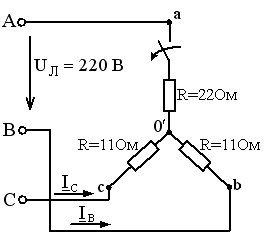 A
a
U_Л = 220 В
R=22Ом
B
0'
R=11Ом
R=11Ом
c
b
C
I_C
I_B